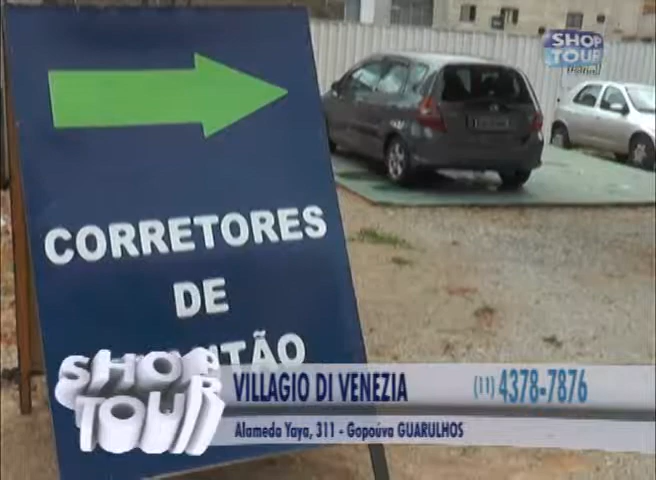 SHOP
TOUR
CORRETORES
DE
SHOP
TOUR
VILLAGIO DI VENEZIA
(11) 4378-7876
Alameda Yaya, 311 - Gopoúva GUARULHOS